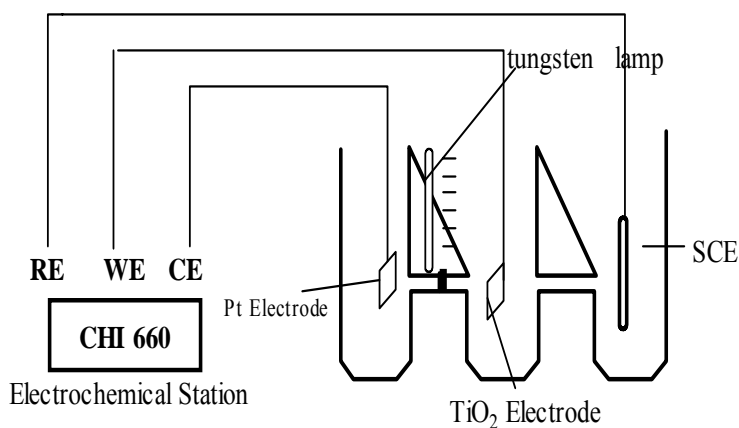 tungsten lamp
RE WE CE
SCE
Pt Electrode
CHI 660
Electrochemical Station
TiO₂ Electrode